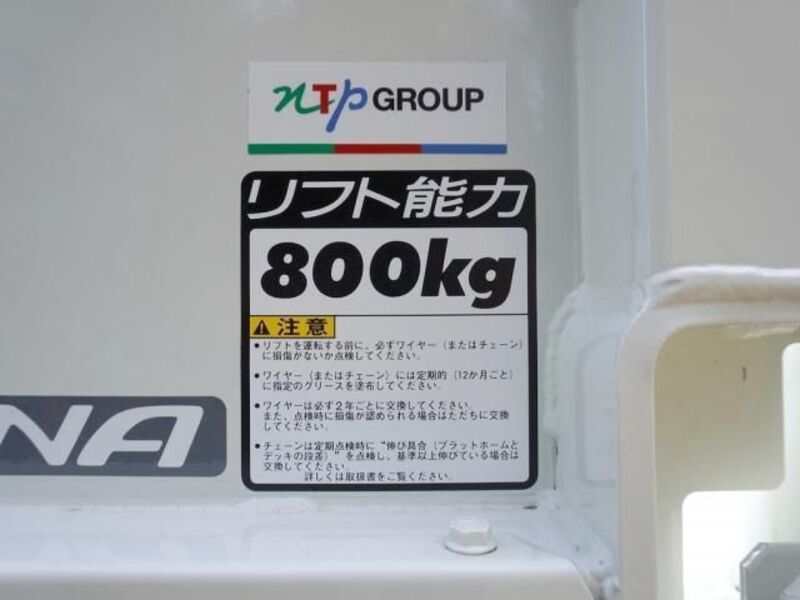 nTp GROUP
リフト能力
800kg
注意
●リフトを運転する前に、必ずワイヤー（またはチェーン）
に損傷がないか点検してください。
●ワイヤー（またはチェーン）には定期的（12か月ごと）
に指定のグリースを塗布してください。
●ワイヤーは必ず2年ごとに交換してください。
また、点検時に損傷が認められる場合はただちに交換
してください。
●チェーンは定期点検時に“伸び具合（プラットホームと
デッキの段差）”を点検し、基準以上伸びている場合は
交換してください。
詳しくは取扱書をご覧ください。
NA